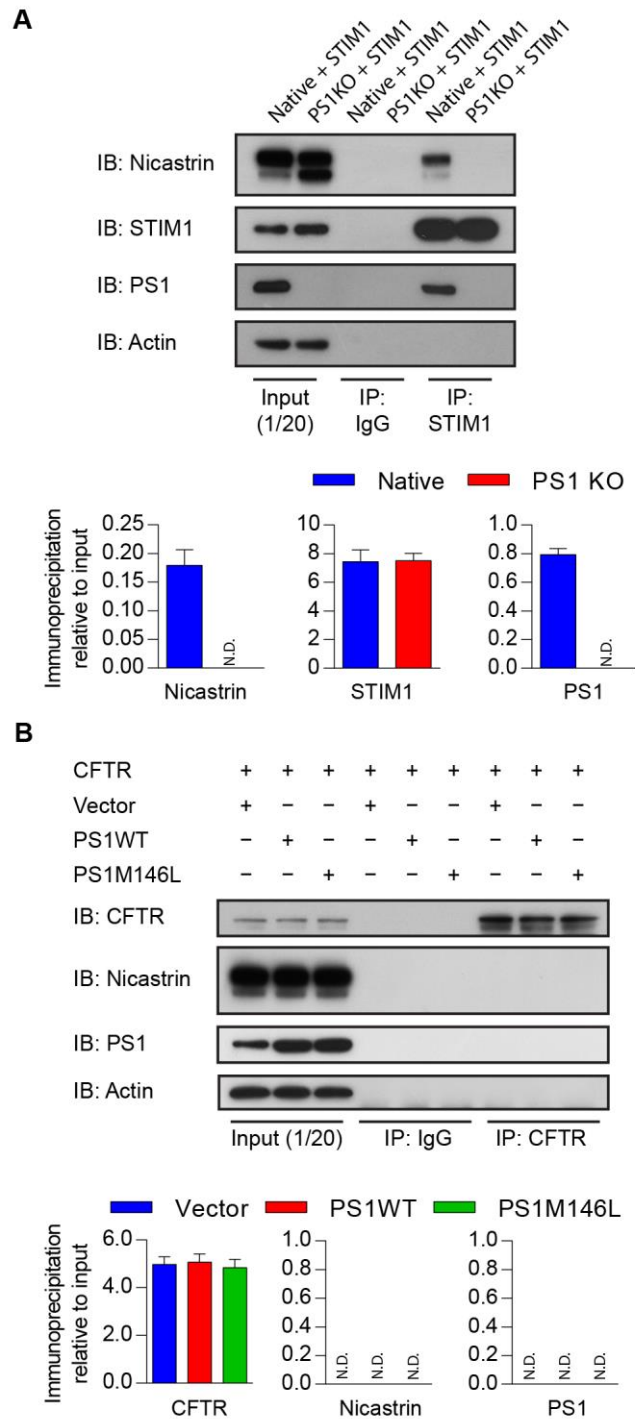 A
Native + STIM1
PS1KO + STIM1
Native + STIM1
PS1KO + STIM1
Native + STIM1
PS1KO + STIM1
IB: Nicastrin
IB: STIM1
IB: PS1
IB: Actin
Input (1/20)
IP: IgG
IP: STIM1
Native PS1 KO
Immunoprecipitation relative to input
0.25
0.20
0.15
0.10
0.05
0.00
N.D.
Nicastrin
10
8
6
4
2
0
STIM1
1.0
0.8
0.6
0.4
0.2
0.0
N.D.
PS1
B
CFTR + + + + + + + + +
Vector + − − + − − + − −
PS1WT − + − − + − − + −
PS1M146L − − + − − + − − +
IB: CFTR
IB: Nicastrin
IB: PS1
IB: Actin
Input (1/20) IP: IgG IP: CFTR
Vector PS1WT PS1M146L
Immunoprecipitation relative to input
6.0
4.0
2.0
0.0
CFTR
1.0
0.8
0.6
0.4
0.2
0
N.D. N.D. N.D.
Nicastrin
1.0
0.8
0.6
0.4
0.2
0
N.D. N.D. N.D.
PS1